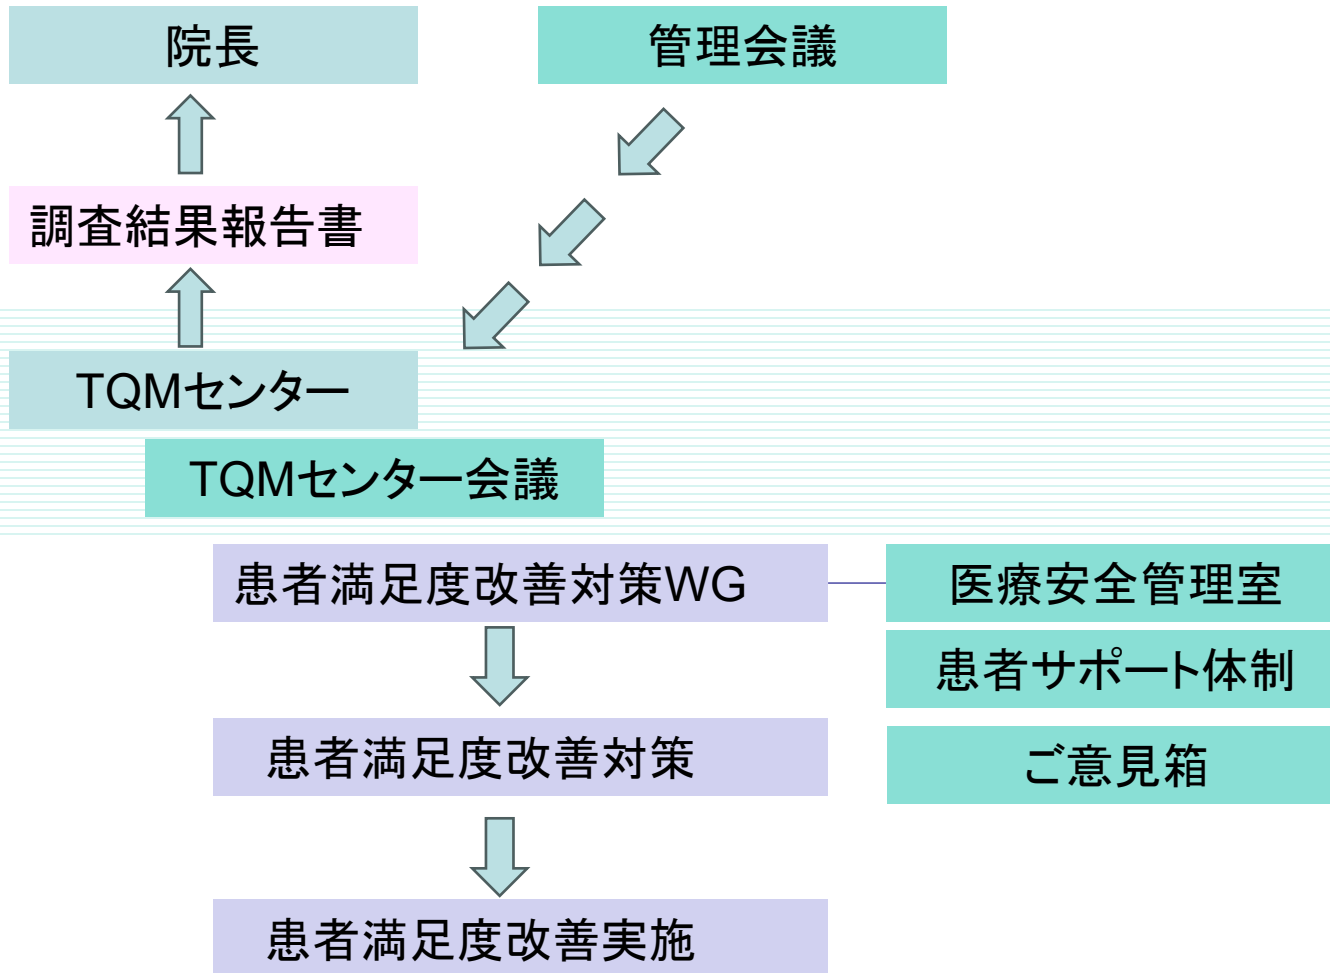 院長
管理会議
調査結果報告書
TQMセンター
TQMセンター会議
患者満足度改善対策WG
医療安全管理室
患者サポート体制
患者満足度改善対策
ご意見箱
患者満足度改善実施